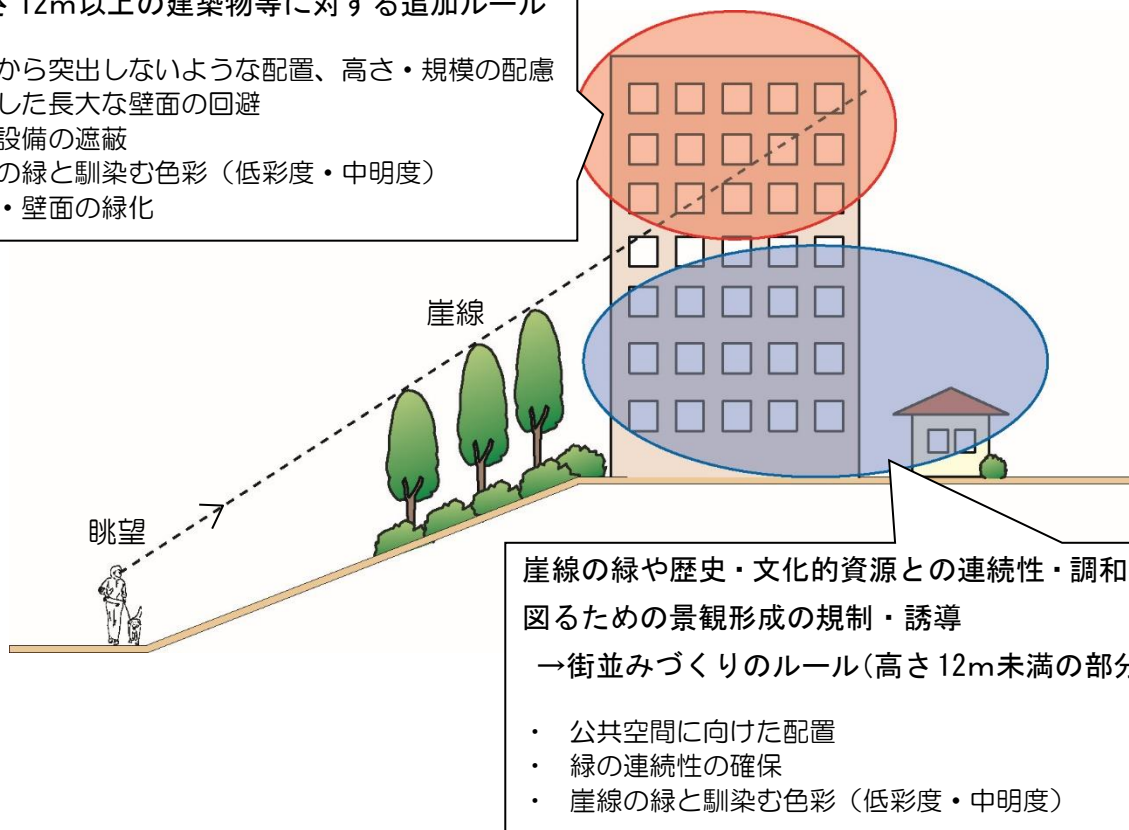 12ｍ以上の建築物等に対する追加ルール
から突出しないような配置、高さ・規模の配慮
した長大な壁面の回避
設備の遮蔽
の緑と馴染む色彩（低彩度・中明度）
・壁面の緑化
崖線
眺望
崖線の緑や歴史・文化的資源との連続性・調和
図るための景観形成の規制・誘導
→街並みづくりのルール(高さ12ｍ未満の部分
・ 公共空間に向けた配置
・ 緑の連続性の確保
・ 崖線の緑と馴染む色彩（低彩度・中明度）